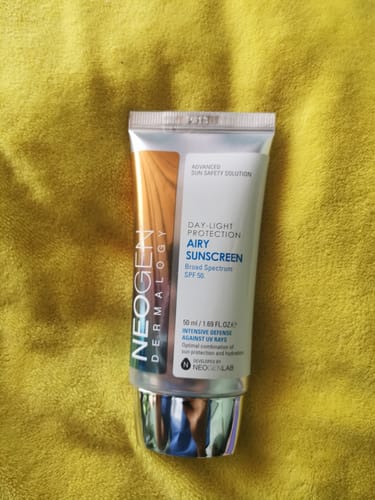 ADVANCED
SUN SAFETY SOLUTION
DAY-LIGHT
PROTECTION
AIRY
SUNSCREEN
Broad Spectrum
SPF 50
50 ml / 1.69 FL.OZ.℮
INTENSIVE DEFENSE
AGAINST UV RAYS
Optimal combination of
sun protection and hydration
DEVELOPED BY
N NEOGENLAB
NEOGEN
DERMALOGY